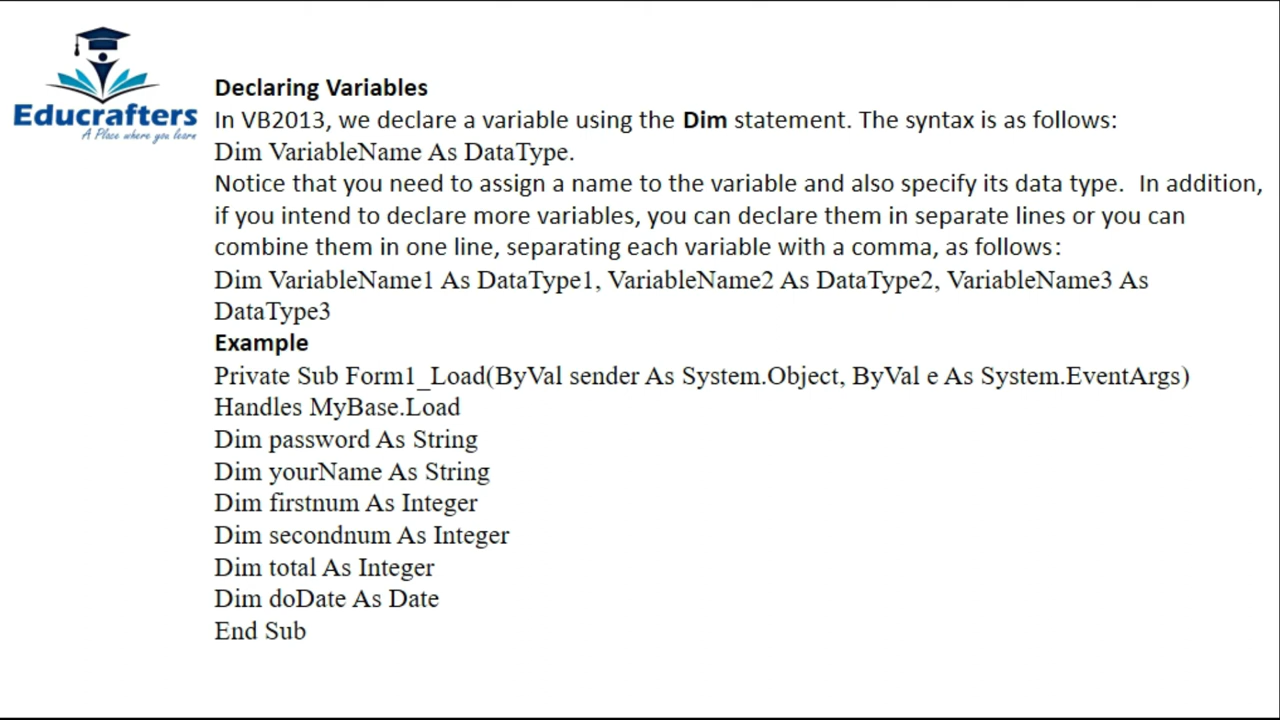 Educrafters
A Place where you learn
Declaring Variables
In VB2013, we declare a variable using the Dim statement. The syntax is as follows:
Dim VariableName As DataType.
Notice that you need to assign a name to the variable and also specify its data type. In addition,
if you intend to declare more variables, you can declare them in separate lines or you can
combine them in one line, separating each variable with a comma, as follows:
Dim VariableName1 As DataType1, VariableName2 As DataType2, VariableName3 As
DataType3
Example
Private Sub Form1_Load(ByVal sender As System.Object, ByVal e As System.EventArgs)
Handles MyBase.Load
Dim password As String
Dim yourName As String
Dim firstnum As Integer
Dim secondnum As Integer
Dim total As Integer
Dim doDate As Date
End Sub